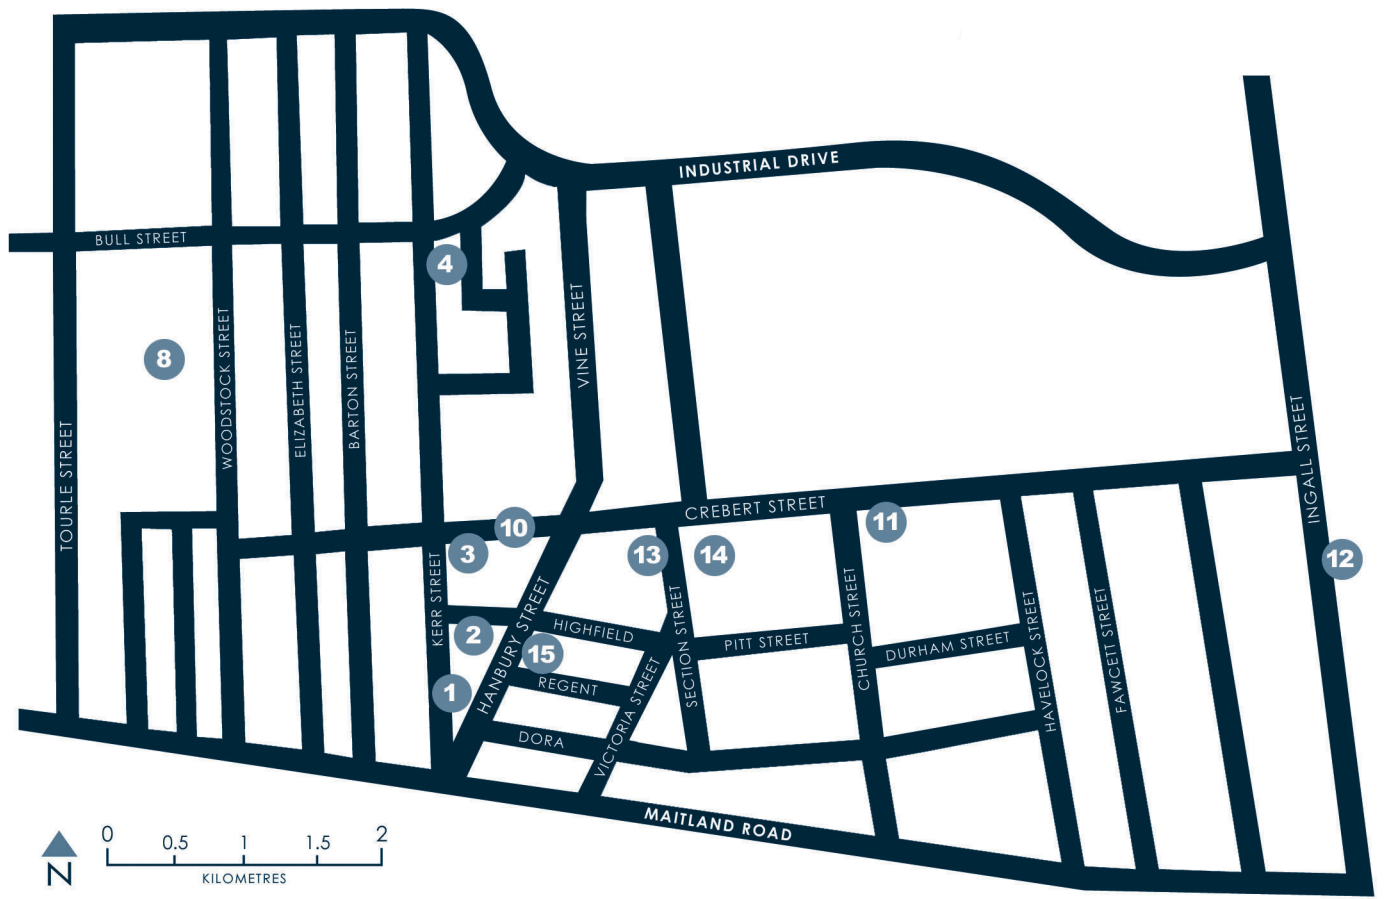 INDUSTRIAL DRIVE
BULL STREET
4
VINE STREET
8
WOODSTOCK STREET
ELIZABETH STREET
BARTON STREET
TOURLE STREET
INGALL STREET
CREBERT STREET
10
11
3
13
14
12
KERR STREET
HANBURY STREET
HIGHFIELD
2
15
REGENT
1
DORA
VICTORIA STREET
SECTION STREET
PITT STREET
CHURCH STREET
DURHAM STREET
HAVELOCK STREET
FAWCETT STREET
MAITLAND ROAD
N
0 0.5 1 1.5 2
KILOMETRES